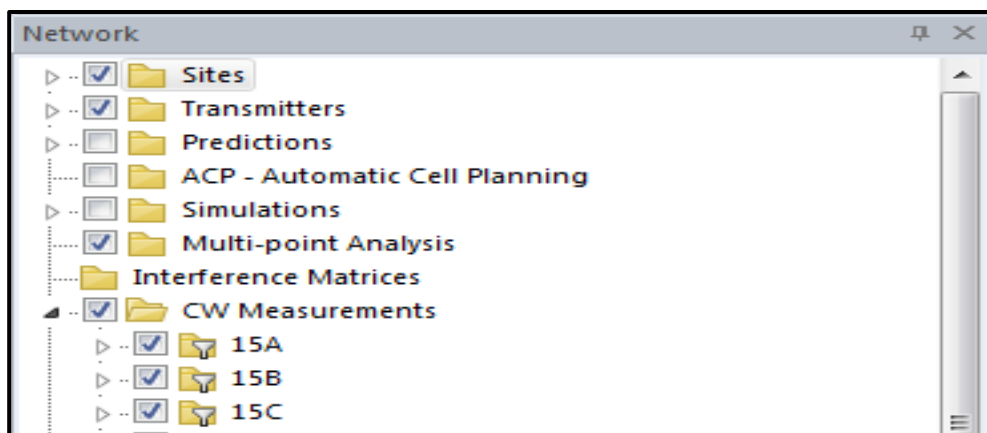 Network
Sites
Transmitters
Predictions
ACP - Automatic Cell Planning
Simulations
Multi-point Analysis
Interference Matrices
CW Measurements
15A
15B
15C